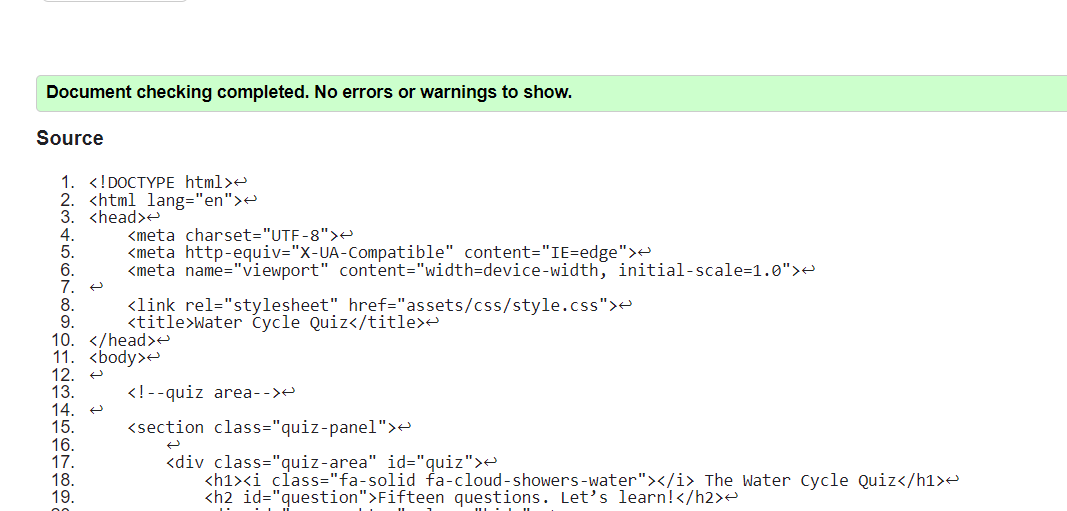 Document checking completed. No errors or warnings to show.
Source
1. <!DOCTYPE html>↩
2. <html lang="en">↩
3. <head>↩
4. <meta charset="UTF-8">↩
5. <meta http-equiv="X-UA-Compatible" content="IE=edge">↩
6. <meta name="viewport" content="width=device-width, initial-scale=1.0">↩
7. ↩
8. <link rel="stylesheet" href="assets/css/style.css">↩
9. <title>Water Cycle Quiz</title>↩
10. </head>↩
11. <body>↩
12. ↩
13. <!--quiz area-->↩
14. ↩
15. <section class="quiz-panel">↩
16. ↩
17. <div class="quiz-area" id="quiz">↩
18. <h1><i class="fa-solid fa-cloud-showers-water"></i> The Water Cycle Quiz</h1>↩
19. <h2 id="question">Fifteen questions. Let’s learn!</h2>↩